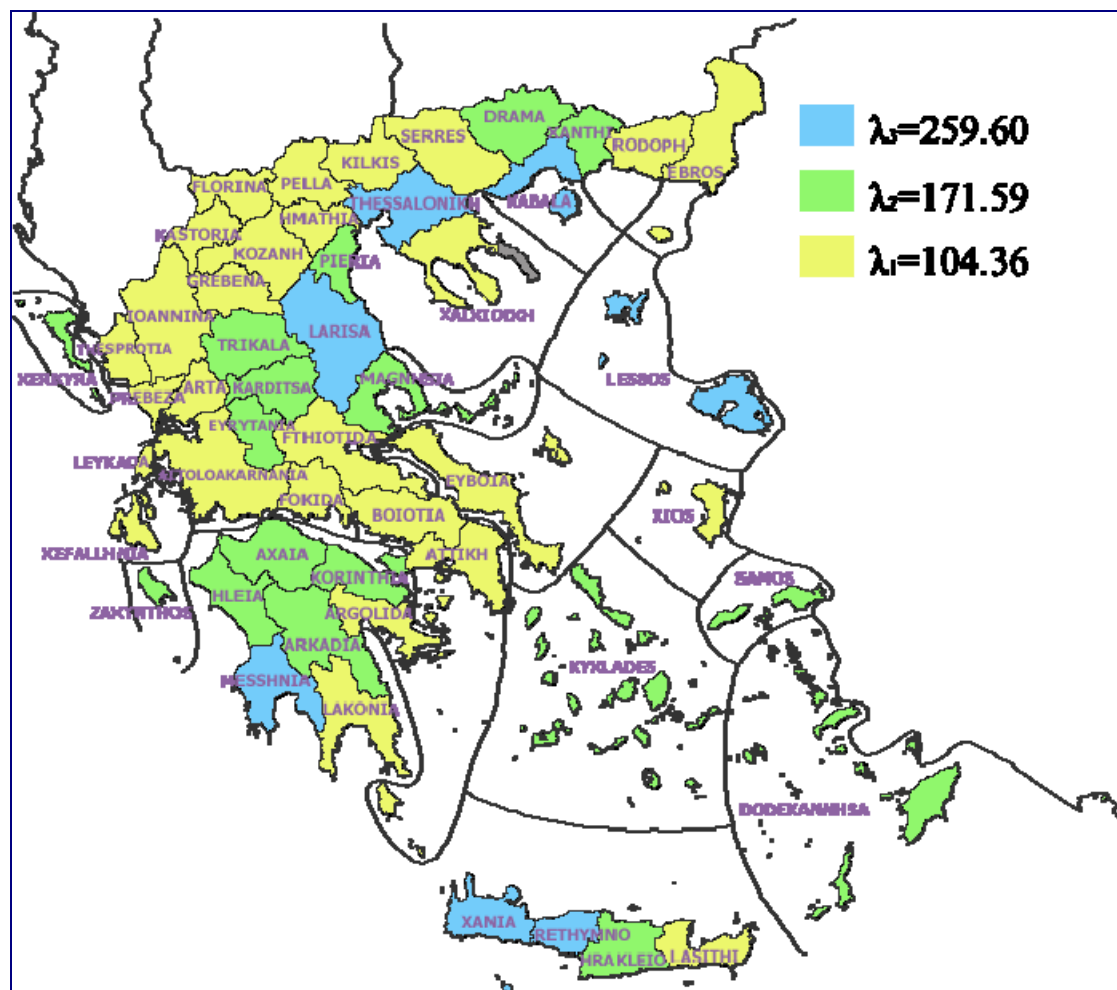 DRAMA
XANTHI
SERRES
RODOPH
EBROS
KILKIS
PELLA
FLORINA
THESSALONIKH
KABALA
HMATHIA
KASTORIA
KOZANH
PIERIA
GREBENA
XALKIDIKH
IOANNINA
LARISA
TRIKALA
THESPROTIA
XERKYRA
MAGNHSIA
LESBOS
ARTA
KARDITSA
PREBEZA
EYRYTANIA
FTHIOTIDA
LEYKADA
AITOLOAKARNANIA
EYBOIA
FOKIDA
BOIOTIA
XIOS
XEFALLHNIA
AXAIA
ATTIKH
KORINTHIA
SAMOS
HLEIA
ZAKYNTHOS
ARGOLIDA
ARKADIA
KYKLADES
MESSHNIA
LAKONIA
DODEKANNHSA
XANIA
RETHYMNO
HRAKLEIO
LASITHI
λ₃=259.60
λ₂=171.59
λ₁=104.36